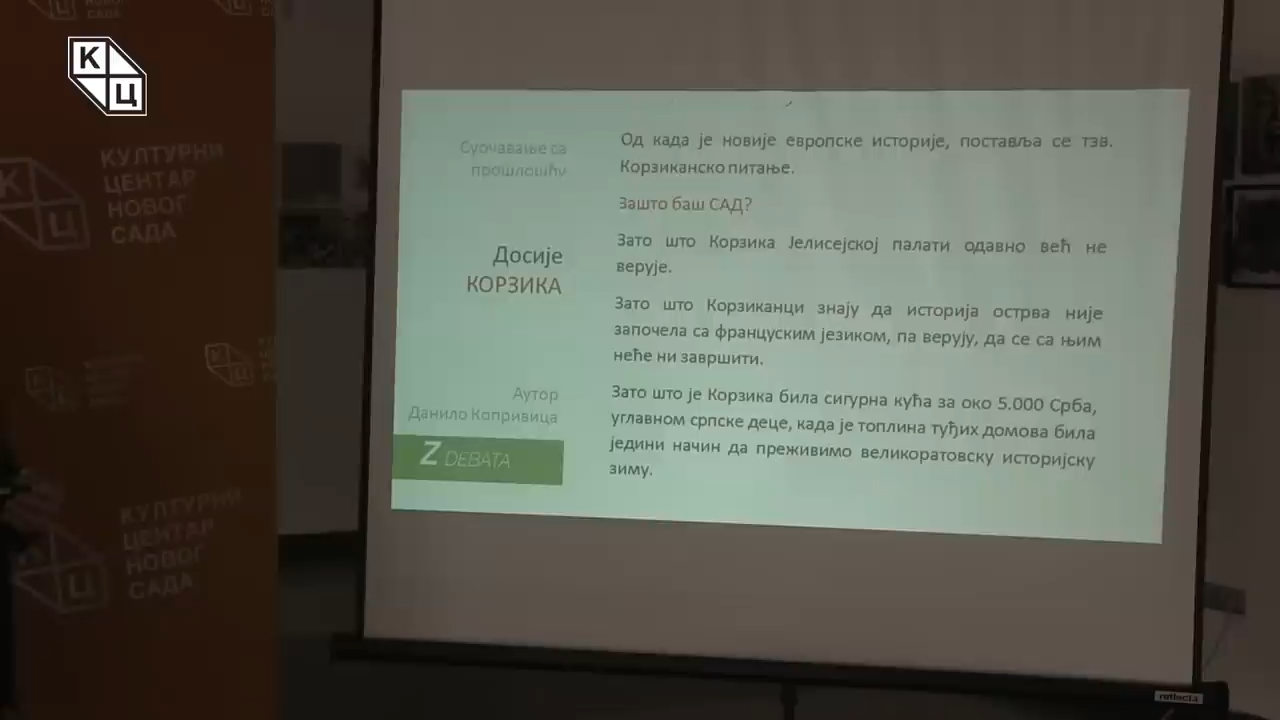 К
Ц
КУЛТУРНИ
ЦЕНТАР
НОВОГ
САДА
К
Ц
КУЛТУРНИ
ЦЕНТАР
НОВОГ
САДА
Ц
Суочавање са
прошлошћу
Досије
КОРЗИКА
Аутор
Данило Копривица
Z DEBATA
Од када је новије европске историје, поставља се тзв.
Корзиканско питање.
Зашто баш САД?
Зато што Корзика Јелисејској палати одавно већ не
верује.
Зато што Корзиканци знају да историја острва није
започела са француским језиком, па верују, да се са њим
неће ни завршити.
Зато што је Корзика била сигурна кућа за око 5.000 Срба,
углавном српске деце, када је топлина туђих домова била
једини начин да преживимо великоратовску историјску
зиму.
reflecta